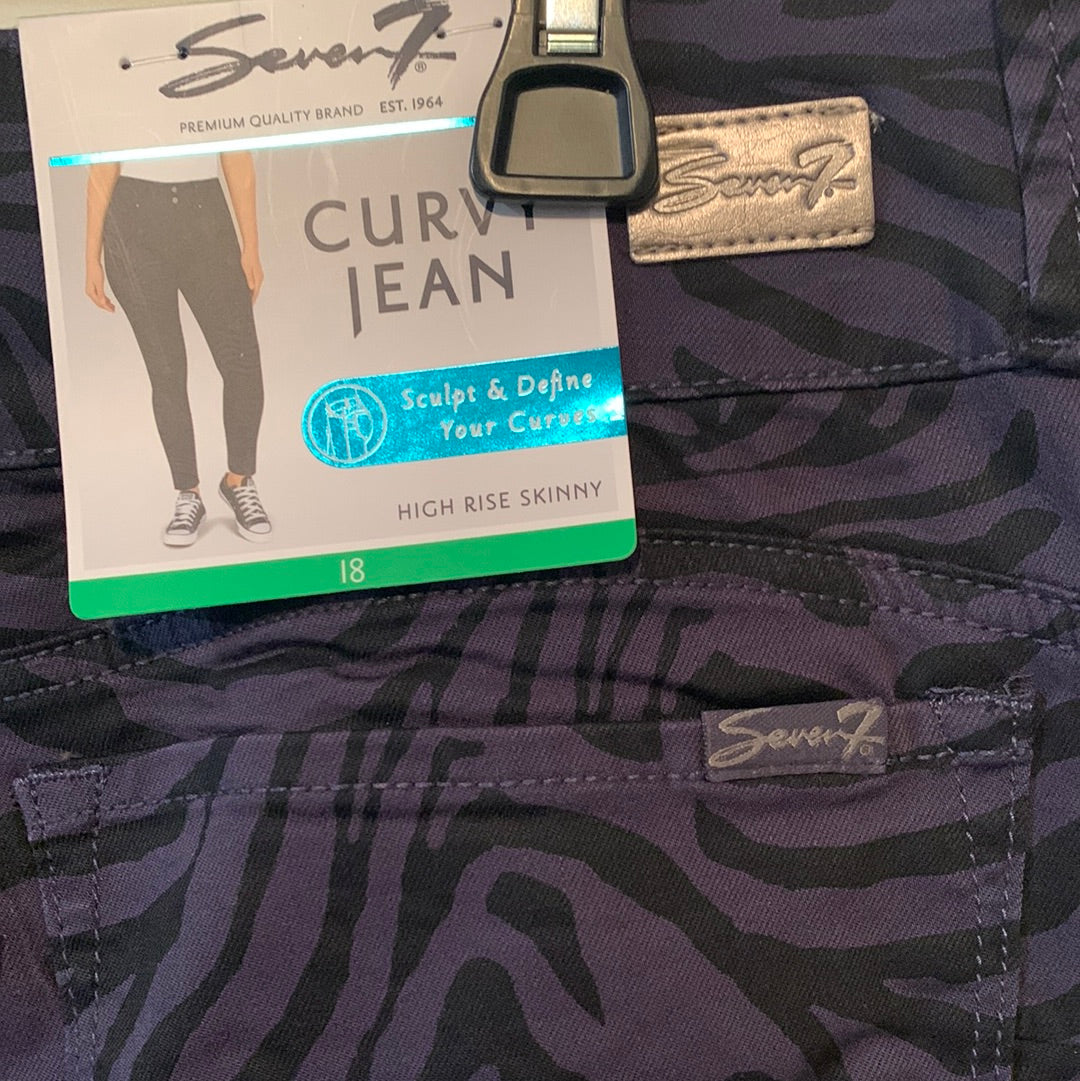 Seven7®
PREMIUM QUALITY BRAND EST. 1964
CURVY
JEAN
Sculpt & Define
Your Curves
HIGH RISE SKINNY
18
Seven7
Seven7®